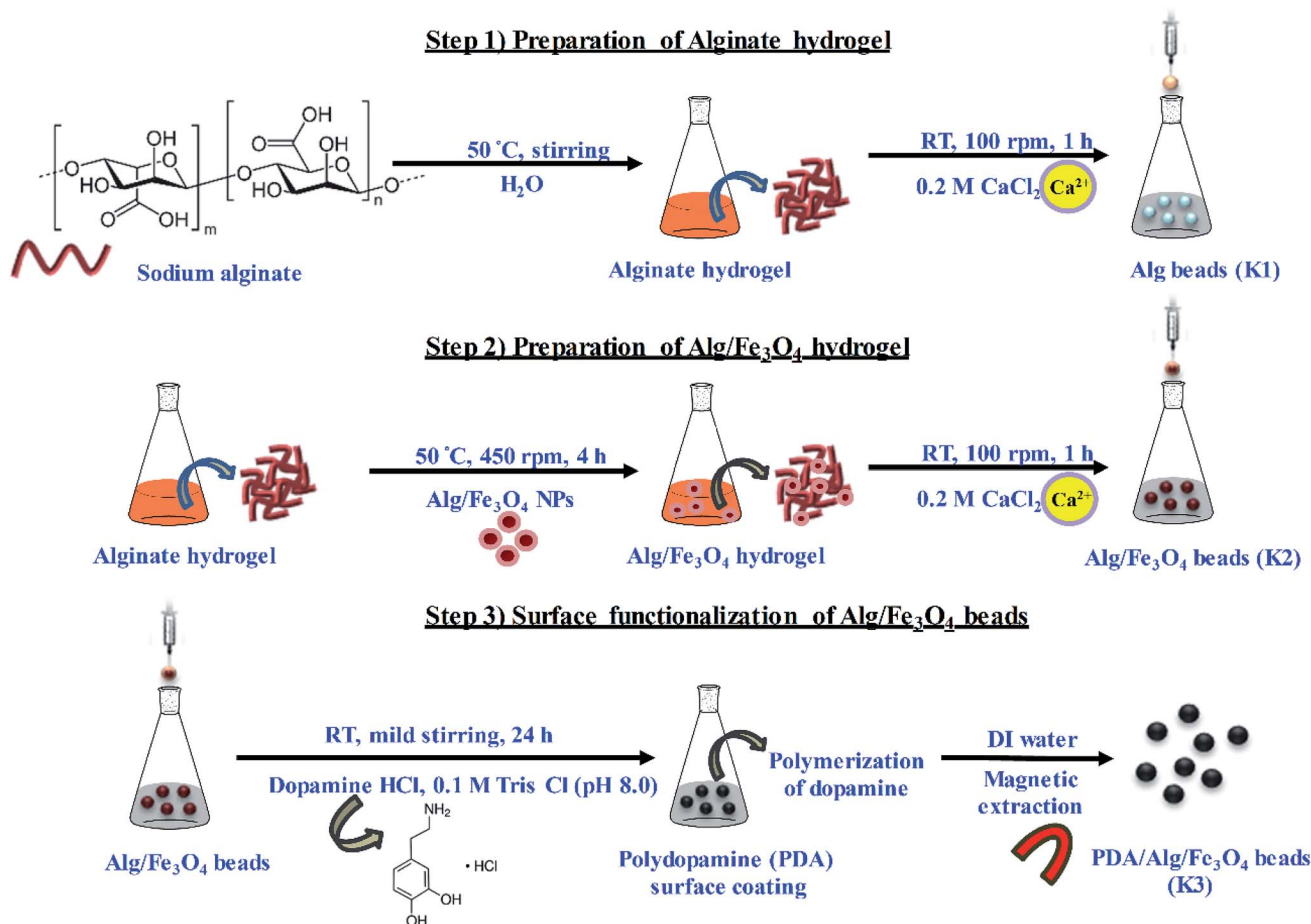 Step 1) Preparation of Alginate hydrogel
OH
O
OH
OH
O
HO
O
OH
m
O
OH
O
HO
O
n
O
Sodium alginate
50 °C, stirring
H₂O
Alginate hydrogel
RT, 100 rpm, 1 h
0.2 M CaCl₂ Ca²⁺
Alg beads (K1)
Step 2) Preparation of Alg/Fe₃O₄ hydrogel
Alginate hydrogel
50 °C, 450 rpm, 4 h
Alg/Fe₃O₄ NPs
Alg/Fe₃O₄ hydrogel
RT, 100 rpm, 1 h
0.2 M CaCl₂ Ca²⁺
Alg/Fe₃O₄ beads (K2)
Step 3) Surface functionalization of Alg/Fe₃O₄ beads
Alg/Fe₃O₄ beads
RT, mild stirring, 24 h
Dopamine HCl, 0.1 M Tris Cl (pH 8.0)
NH₂
• HCl
OH
OH
Polymerization
of dopamine
Polydopamine (PDA)
surface coating
DI water
Magnetic
extraction
PDA/Alg/Fe₃O₄ beads
(K3)